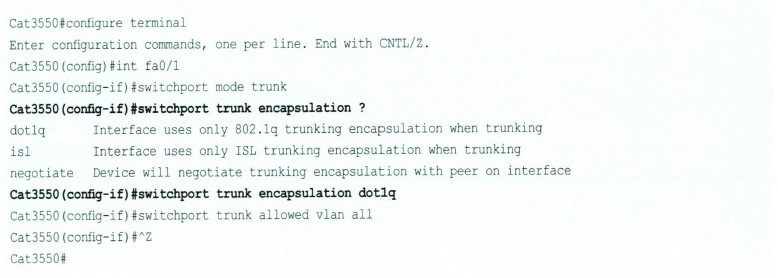 Cat3550#configure terminal
Enter configuration commands, one per line. End with CNTL/Z.
Cat3550(config)#int fa0/1
Cat3550(config-if)#switchport mode trunk
Cat3550(config-if)#switchport trunk encapsulation ?
dot1q Interface uses only 802.1q trunking encapsulation when trunking
isl Interface uses only ISL trunking encapsulation when trunking
negotiate Device will negotiate trunking encapsulation with peer on interface
Cat3550(config-if)#switchport trunk encapsulation dot1q
Cat3550(config-if)#switchport trunk allowed vlan all
Cat3550(config-if)#^Z
Cat3550#